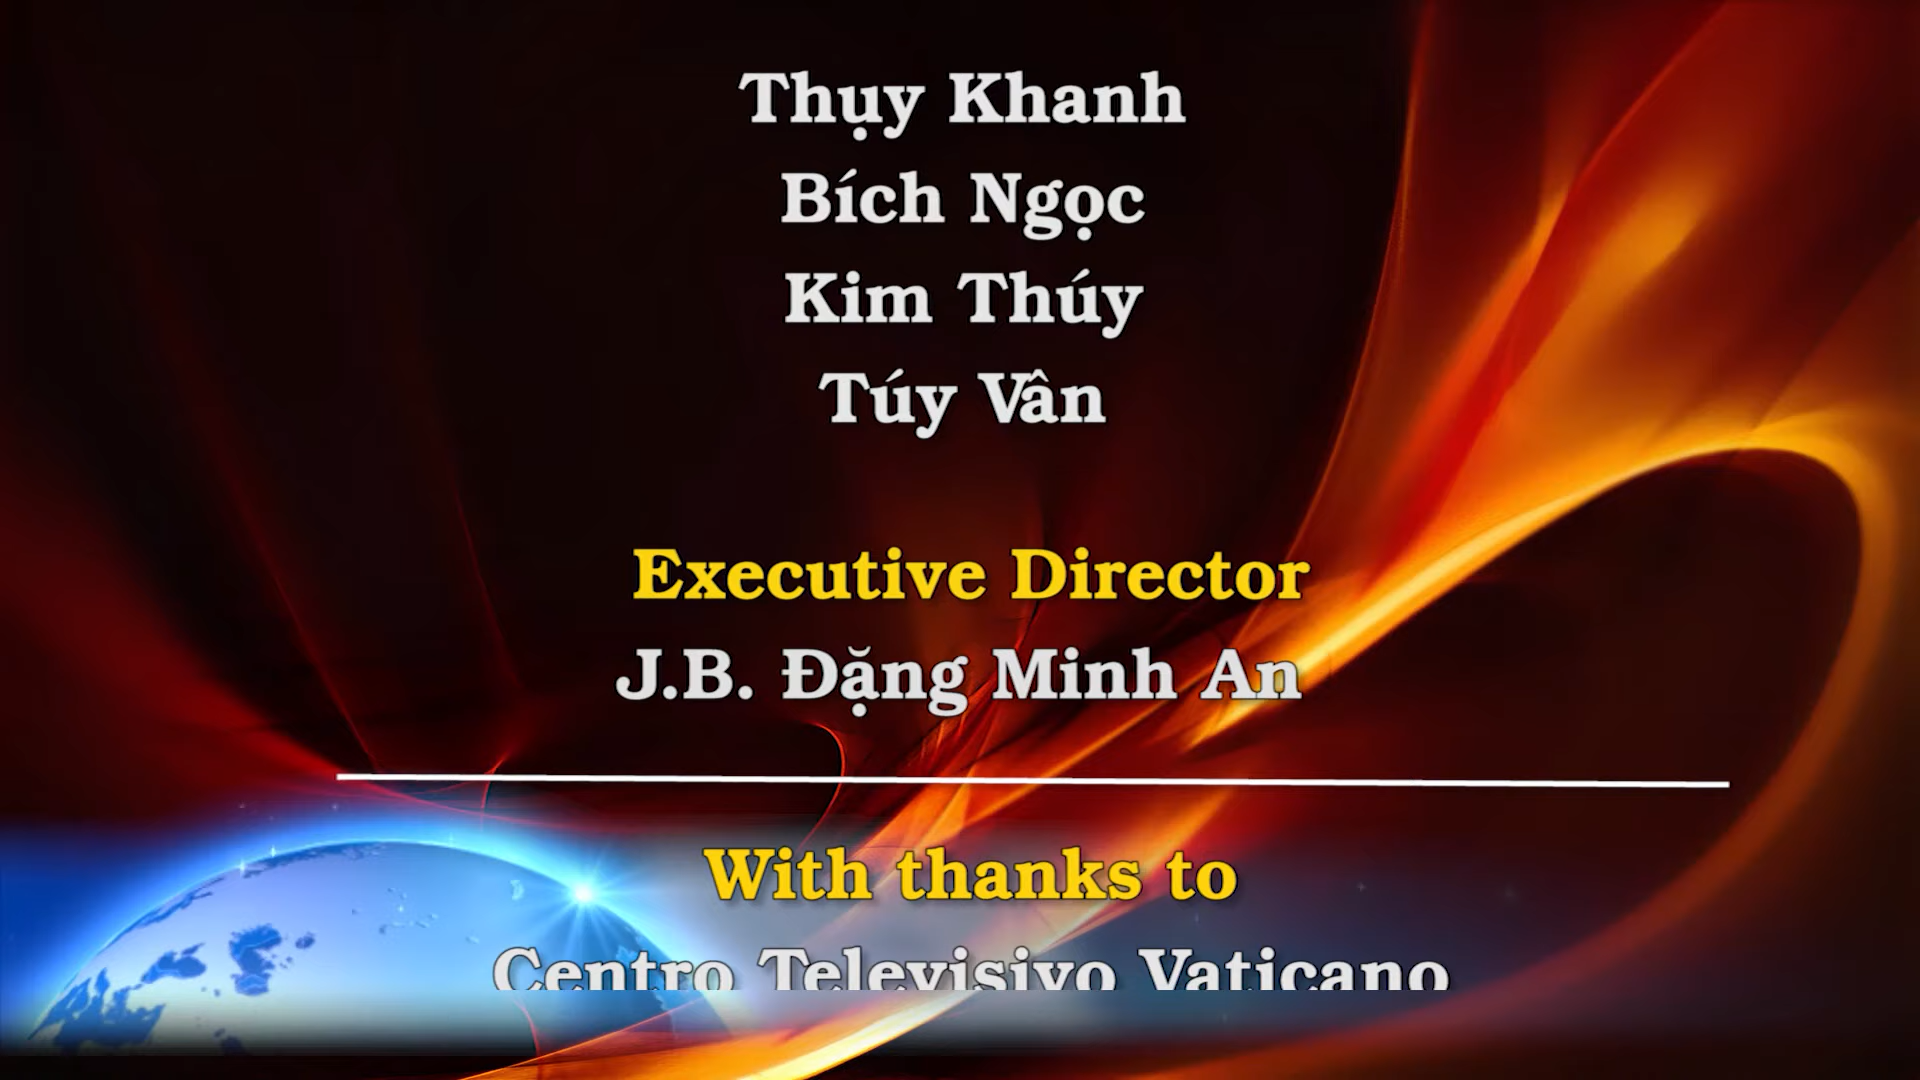 Thụy Khanh
Bích Ngọc
Kim Thúy
Túy Vân
Executive Director
J.B. Đặng Minh An
With thanks to
Centro Televisivo Vaticano